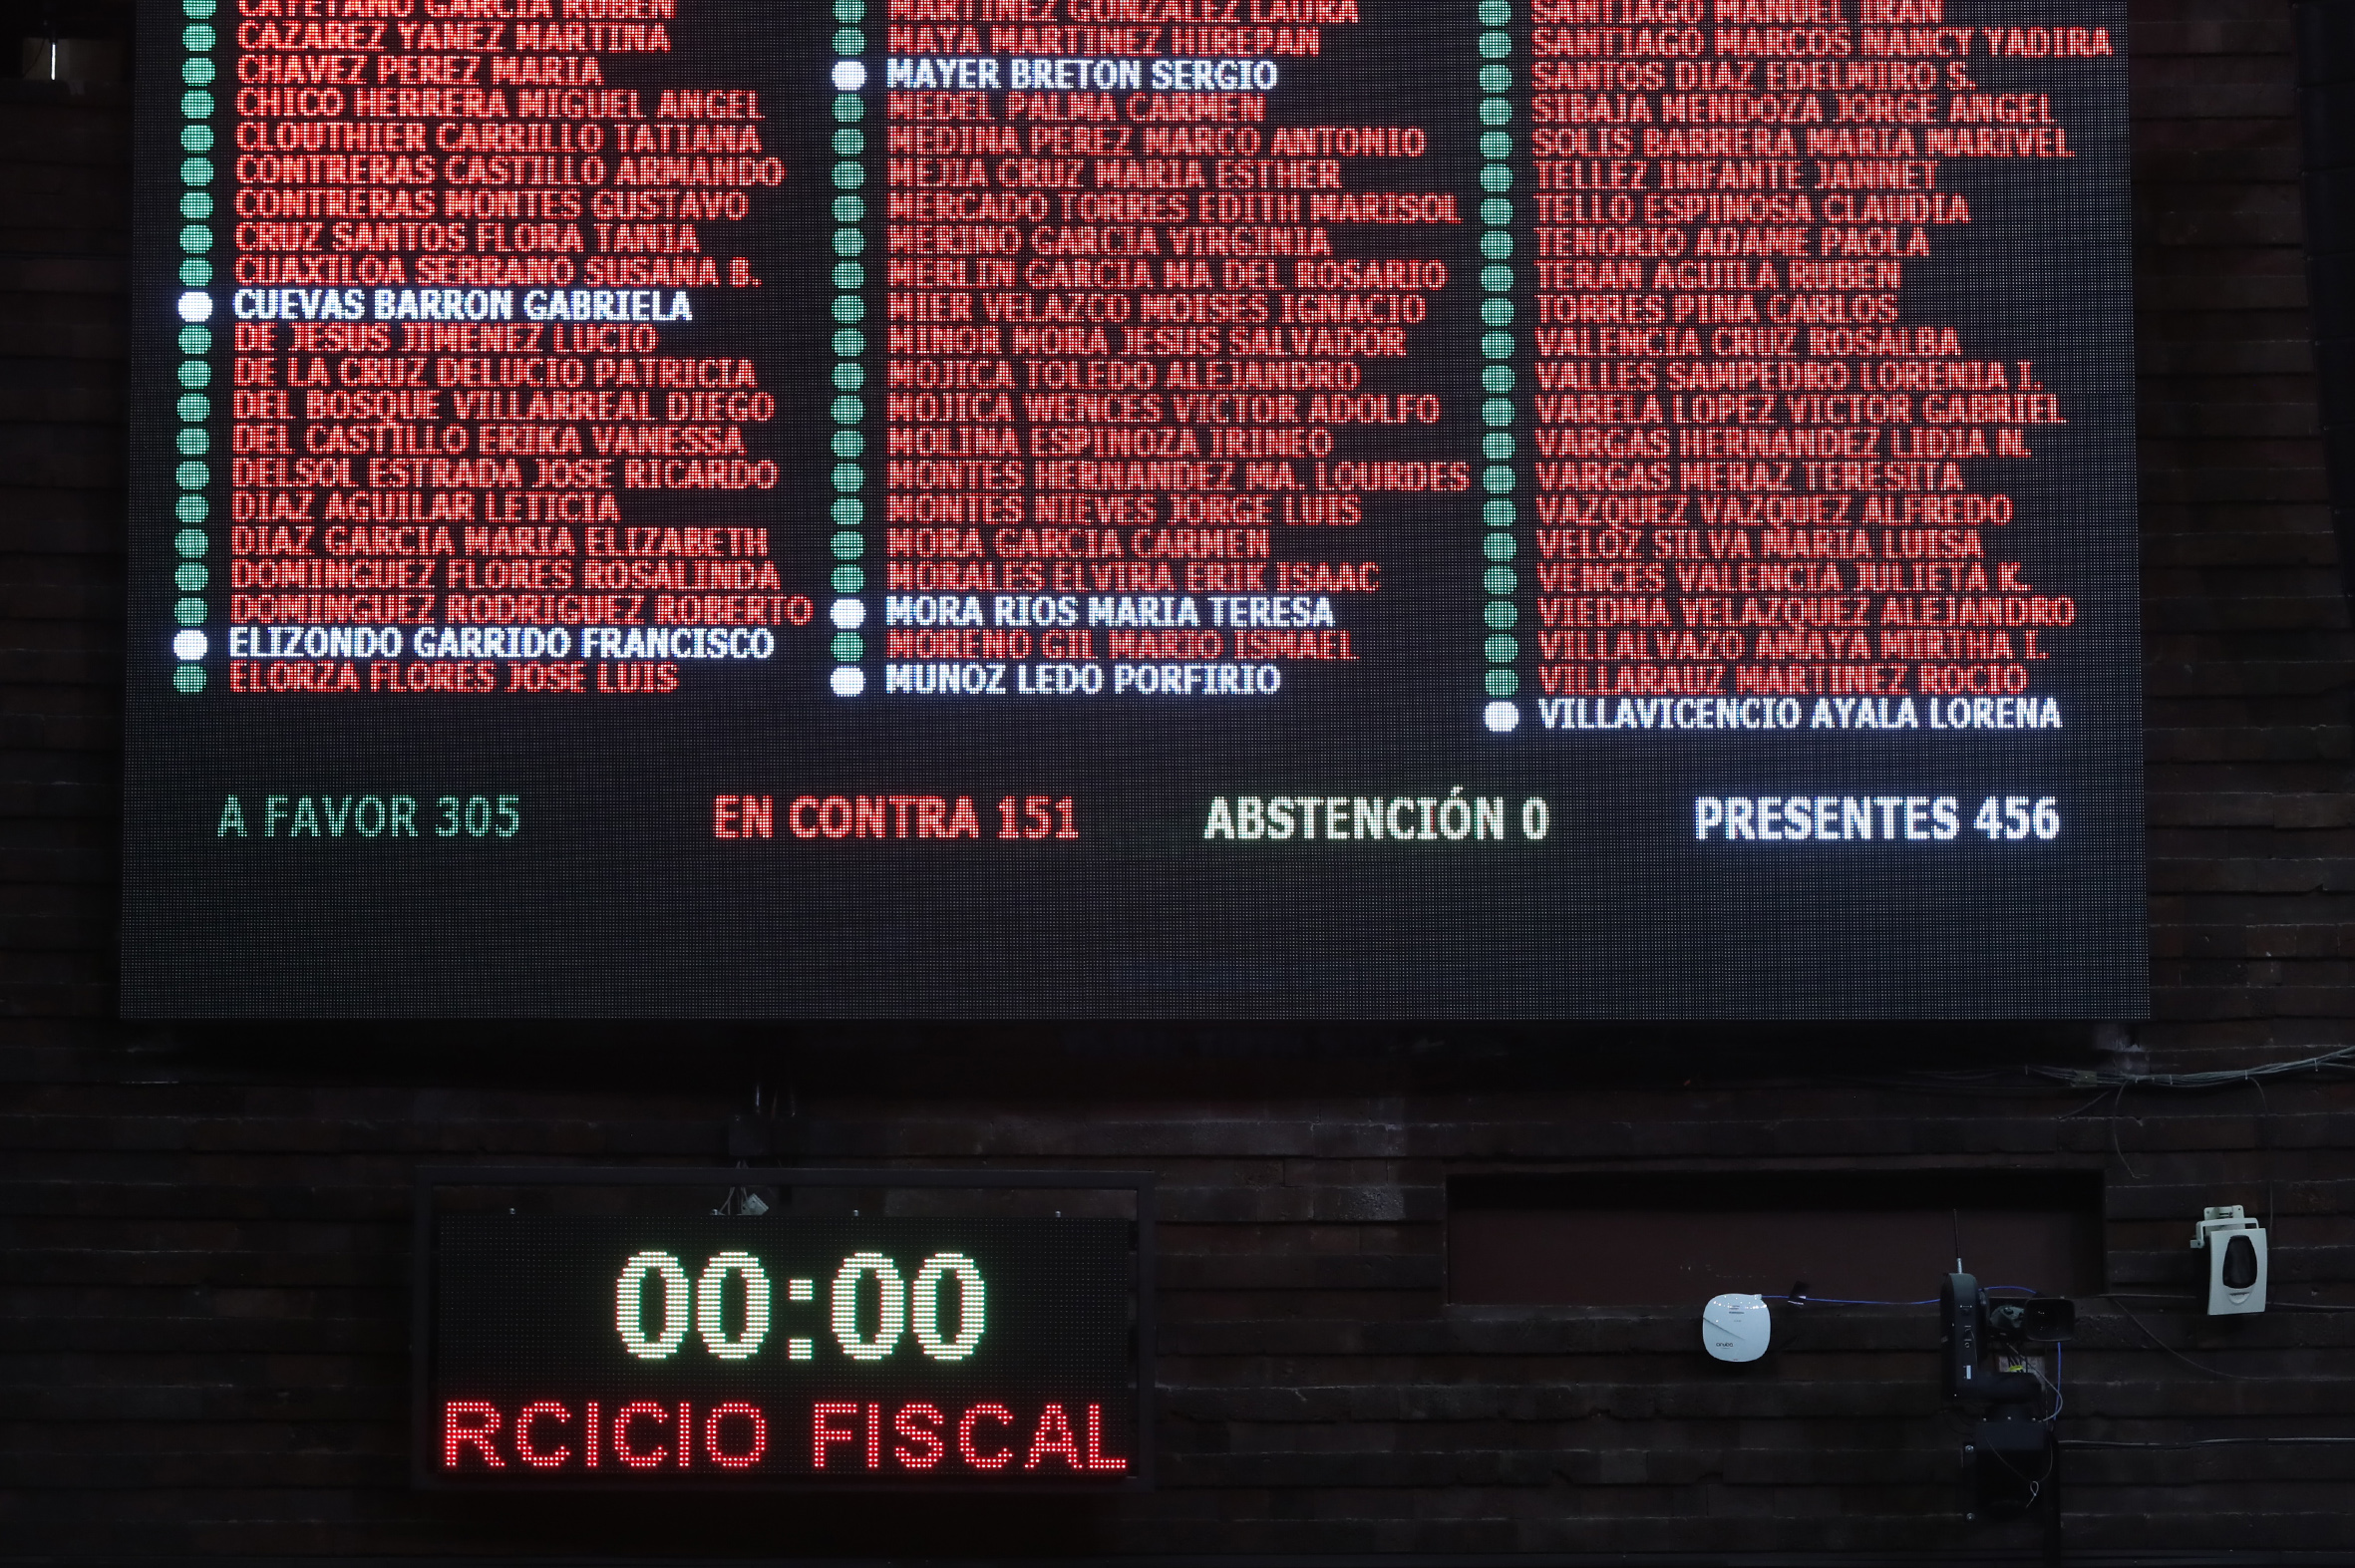 CAYETANO GARCIA RUBEN
CAZAREZ YANEZ MARTINA
CHAVEZ PEREZ MARIA
CHICO HERRERA MIGUEL ANGEL
CLOUTHIER CARRILLO TATIANA
CONTRERAS CASTILLO ARMANDO
CONTRERAS MONTES GUSTAVO
CRUZ SANTOS FLORA TANIA
CUAXILOA SERRANO SUSANA B.
CUEVAS BARRON GABRIELA
DE JESUS JIMENEZ LUCIO
DE LA CRUZ DELUCIO PATRICIA
DEL BOSQUE VILLARREAL DIEGO
DEL CASTILLO ERIKA VANESSA
DELSOL ESTRADA JOSE RICARDO
DIAZ AGUILAR LETICIA
DIAZ GARCIA MARIA ELIZABETH
DOMINGUEZ FLORES ROSALINDA
DOMINGUEZ RODRIGUEZ ROBERTO
ELIZONDO GARRIDO FRANCISCO
ELORZA FLORES JOSE LUIS
MARTINEZ GONZALEZ LAURA
MAYA MARTINEZ HIREPAN
MAYER BRETON SERGIO
MEDEL PALMA CARMEN
MEDINA PEREZ MARCO ANTONIO
MEJIA CRUZ MARIA ESTHER
MERCADO TORRES EDITH MARISOL
MERINO GARCIA VIRGINIA
MERLIN GARCIA MA DEL ROSARIO
MIER VELAZCO MOISES IGNACIO
MINOR MORA JESUS SALVADOR
MOJICA TOLEDO ALEJANDRO
MOJICA WENCES VICTOR ADOLFO
MOLINA ESPINOZA IRINEO
MONTES HERNANDEZ MA. LOURDES
MONTES NIEVES JORGE LUIS
MORA GARCIA CARMEN
MORALES ELVIRA ERIK ISAAC
MORA RIOS MARIA TERESA
MORENO GIL MARIO ISMAEL
MUNOZ LEDO PORFIRIO
SANTIAGO MANUEL IRAN
SANTIAGO MARCOS NANCY YADIRA
SANTOS DIAZ EDELMIRO S.
SIBAJA MENDOZA JORGE ANGEL
SOLIS BARRERA MARIA MARIVEL
TELLEZ INFANTE JANNET
TELLO ESPINOSA CLAUDIA
TENORIO ADAME PAOLA
TERAN AGUILA RUBEN
TORRES PINA CARLOS
VALENCIA CRUZ ROSALBA
VALLES SAMPEDRO LORENIA I.
VARELA LOPEZ VICTOR GABRIEL
VARGAS HERNANDEZ LIDIA N.
VARGAS MERAZ TERESITA
VAZQUEZ VAZQUEZ ALFREDO
VELOZ SILVA MARIA LUISA
VENCES VALENCIA JULIETA K.
VIEDMA VELAZQUEZ ALEJANDRO
VILLALVAZO AMAYA MIRTHA I.
VILLARAUZ MARTINEZ ROCIO
VILLAVICENCIO AYALA LORENA
A FAVOR 305
EN CONTRA 151
ABSTENCIÓN 0
PRESENTES 456
00:00
RCICIO FISCAL